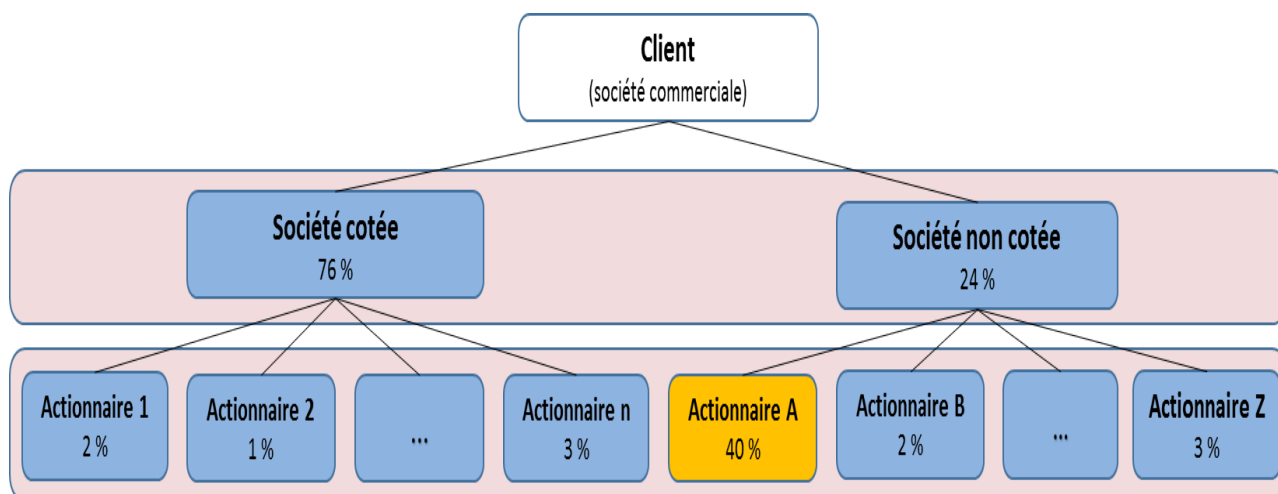 Client
(société commerciale)
Société cotée
76 %
Société non cotée
24 %
Actionnaire 1
2 %
Actionnaire 2
1 %
...
Actionnaire n
3 %
Actionnaire A
40 %
Actionnaire B
2 %
...
Actionnaire Z
3 %